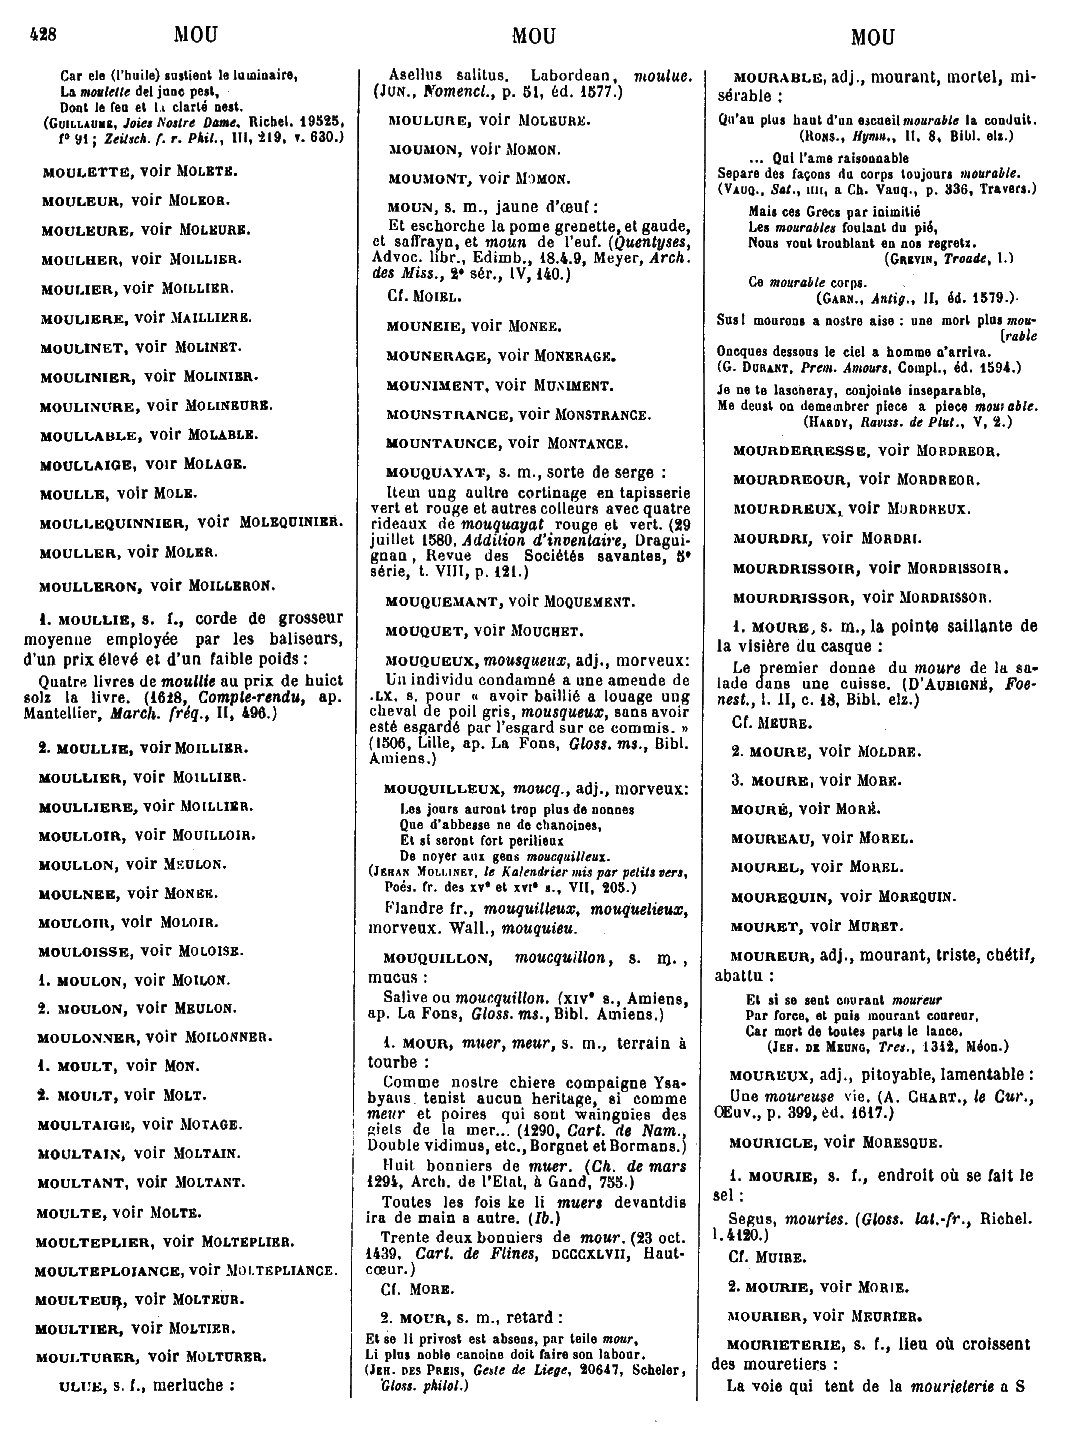 428 MOU MOU MOU
Car ele (l'huile) sustient le luminaire,
La moulette del junc pest,
Dont le feu et la clarté nest.
(GUILLAUME, Joies Nostre Dame, Richel. 19525,
f° 91 ; Zeitsch. f. r. Phil., III, 219, v. 630.)
MOULETTE, voir MOLETE.
MOULEUR, voir MOLEOR.
MOULEURE, voir MOLEURE.
MOULHER, voir MOILLIER.
MOULIER, voir MOILLIER.
MOULIERE, voir MAILLIERE.
MOULINET, voir MOLINET.
MOULINIER, voir MOLINIER.
MOULINURE, voir MOLINEURE.
MOULLABLE, voir MOLABLE.
MOULLAIGE, voir MOLAGE.
MOULLE, voir MOLE.
MOULLEQUINNIER, voir MOLEQUINIER.
MOULLER, voir MOLER.
MOULLERON, voir MOILLERON.
1. MOULLIE, s. f., corde de grosseur
moyenne employée par les baliseurs,
d'un prix élevé et d'un faible poids :
Quatre livres de moullie au prix de huict
solz la livre. (1628, Compte-rendu, ap.
Mantellier, March. fréq., II, 496.)
2. MOULLIE, voir MOILLIER.
MOULLIER, voir MOILLIER.
MOULLIERE, voir MOILLIER.
MOULLOIR, voir MOUILLOIR.
MOULLON, voir MEULON.
MOULNEE, voir MONEE.
MOULOIR, voir MOLOIR.
MOULOISSE, voir MOLOISE.
1. MOULON, voir MOILON.
2. MOULON, voir MEULON.
MOULONNER, voir MOILONNER.
1. MOULT, voir MON.
2. MOULT, voir MOLT.
MOULTAIGE, voir MOTAGE.
MOULTAIN, voir MOLTAIN.
MOULTANT, voir MOLTANT.
MOULTE, voir MOLTE.
MOULTEPLIER, voir MOLTEPLIER.
MOULTEPLOIANCE, voir MOLTEPLIANCE.
MOULTEUR, voir MOLTEUR.
MOULTIER, voir MOLTIER.
MOULTURER, voir MOLTURER.
ULUE, s. f., merluche :
Asellus salitus. Labordean, moulue.
(JUN., Nomencl., p. 51, éd. 1577.)
MOULURE, voir MOLEURE.
MOUMON, voir MOMON.
MOUMONT, voir MOMON.
MOUN, s. m., jaune d'œuf :
Et eschorche la pome grenette, et gaude,
et saffrayn, et moun de l'euf. (Quentyses,
Advoc. libr., Edimb., 18.4.9, Meyer, Arch.
des Miss., 2e sér., IV, 140.)
Cf. MOIEL.
MOUNEIE, voir MONEE.
MOUNERAGE, voir MONERAGE.
MOUNIMENT, voir MUNIMENT.
MOUNSTRANCE, voir MONSTRANCE.
MOUNTAUNCE, voir MONTANCE.
MOUQUAYAT, s. m., sorte de serge :
Item ung aultre cortinage en tapisserie
vert et rouge et autres colleurs avec quatre
rideaux de mouquayat rouge et vert. (29
juillet 1580, Addition d'inventaire, Dragui-
gnan, Revue des Sociétés savantes, 5e
série, t. VIII, p. 121.)
MOUQUEMANT, voir MOQUEMENT.
MOUQUET, voir MOUCHET.
MOUQUEUX, mousqueux, adj., morveux:
Un individu condamné a une amende de
.LX. s. pour « avoir baillié a louage ung
cheval de poil gris, mousqueux, sans avoir
esté esgardé par l'esgard sur ce commis. »
(1506, Lille, ap. La Fons, Gloss. ms., Bibl.
Amiens.)
MOUQUILLEUX, moucq., adj., morveux:
Les jours auront trop plus de nonnes
Que d'abbesse ne de chanoines,
Et si seront fort perilieux
De noyer aux gens moucquilleux.
(JEHAN MOLLINET, le Kalendrier mis par petits vers,
Poés. fr. des XVe et XVIe s., VII, 205.)
Flandre fr., mouquilleux, mouquelieux,
morveux. Wall., mouquieu.
MOUQUILLON, moucquillon, s. m.,
mucus :
Salive ou moucquillon. (XIVe s., Amiens,
ap. La Fons, Gloss. ms., Bibl. Amiens.)
1. MOUR, muer, meur, s. m., terrain à
tourbe :
Comme nostre chiere compaigne Ysa-
byaus tenist aucun heritage, si comme
meur et poires qui sont waingnies des
giets de la mer... (1290, Cart. de Nam.,
Double vidimus, etc., Borgnet et Bormans.)
Huit bonniers de muer. (Ch. de mars
1294, Arch. de l'Etat, à Gand, 755.)
Toutes les fois ke li muers devantdis
ira de main a autre. (Ib.)
Trente deux bonniers de mour. (23 oct.
1439, Cart. de Flines, DCCCXLVII, Haut-
cœur.)
Cf. MORE.
2. MOUR, s. m., retard :
Et se li privost est absens, par teile mour,
Li plus noble canoine doit faire son labour.
(JEH. DES PREIS, Geste de Liege, 20647, Scheler,
Gloss. philol.)
MOURABLE, adj., mourant, mortel, mi-
sérable :
Qu'au plus haut d'un escueil mourable la conduit.
(RONS., Hymn., II, 8, Bibl. elz.)
... Qui l'ame raisonnable
Separe des façons du corps toujours mourable.
(VAUQ., Sat., IIII, a Ch. Vauq., p. 336, Travers.)
Mais ces Grecs par inimitié
Les mourables foulant du pié,
Nous vont troublant en nos regretz.
(GREVIN, Troade, I.)
Ce mourable corps.
(GARN., Antig., II, éd. 1579.)
Sus! mourons a nostre aise : une mort plus mou-
[rable
Oncques dessous le ciel a homme n'arriva.
(G. DURANT, Prem. Amours, Compl., éd. 1594.)
Je ne te lascheray, conjointe inseparable,
Me deust on demembrer piece a piece mourable.
(HARDY, Raviss. de Plut., V, 2.)
MOURDERRESSE, voir MORDREOR.
MOURDREOUR, voir MORDREOR.
MOURDREUX, voir MORDREUX.
MOURDRI, voir MORDRI.
MOURDRISSOIR, voir MORDRISSOIR.
MOURDRISSOR, voir MORDRISSOR.
1. MOURE, s. m., la pointe saillante de
la visière du casque :
Le premier donne du moure de la sa-
lade dans une cuisse. (D'AUBIGNÉ, Foe-
nest., l. II, c. 18, Bibl. elz.)
Cf. MEURE.
2. MOURE, voir MOLDRE.
3. MOURE, voir MORE.
MOURÉ, voir MORÉ.
MOUREAU, voir MOREL.
MOUREL, voir MOREL.
MOUREQUIN, voir MOREQUIN.
MOURET, voir MURET.
MOUREUR, adj., mourant, triste, chétif,
abattu :
Et si se sent courant moureur
Par force, et puis mourant coureur,
Car mort de toutes parts le lance.
(JEH. DE MEUNG, Tres., 1342, Méon.)
MOUREUX, adj., pitoyable, lamentable :
Une moureuse vie. (A. CHART., le Cur.,
Œuv., p. 399, éd. 1617.)
MOURICLE, voir MORESQUE.
1. MOURIE, s. f., endroit où se fait le
sel :
Segus, mouries. (Gloss. lat.-fr., Richel.
l. 4120.)
Cf. MUIRE.
2. MOURIE, voir MORIE.
MOURIER, voir MEURIER.
MOURIETERIE, s. f., lieu où croissent
des mouretiers :
La voie qui tent de la mourieterie a S